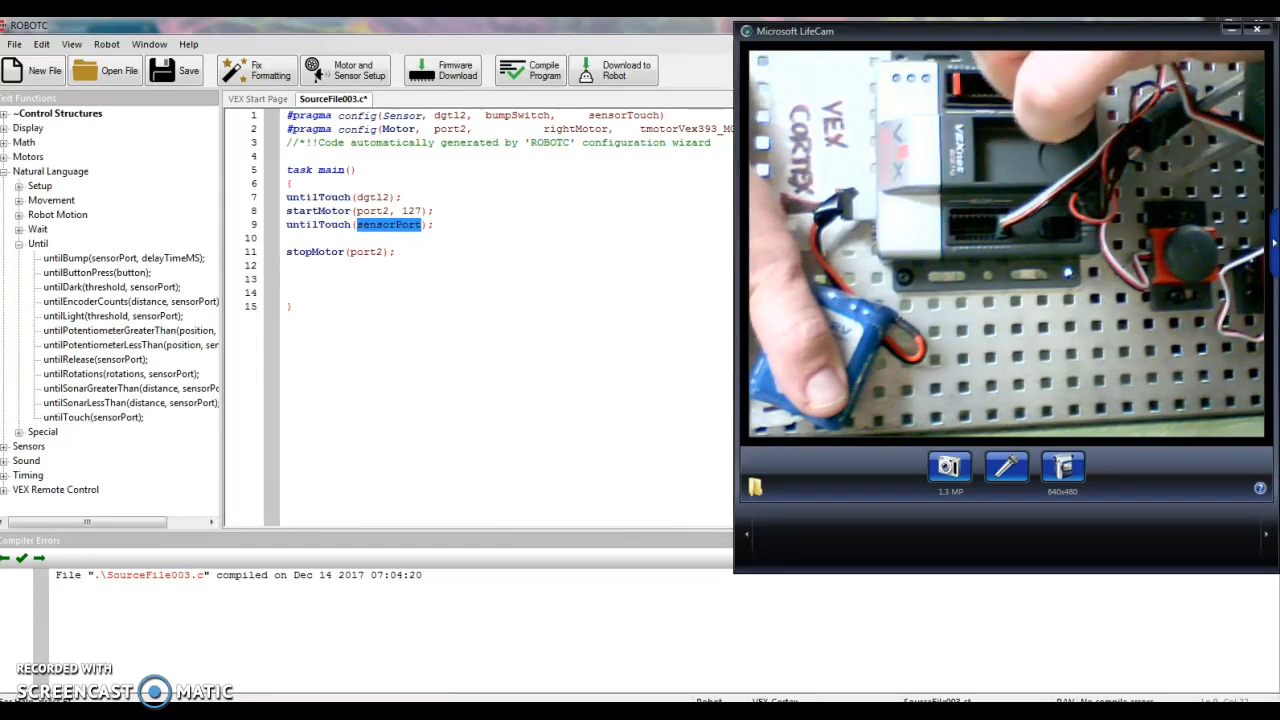 ROBOTC
Microsoft LifeCam
File Edit View Robot Window Help
New File Open File Save Fix Formatting Motor and Sensor Setup Firmware Download Compile Program Download to Robot
Text Functions
VEX Start Page SourceFile003.c*
~Control Structures
Display
Math
Motors
Natural Language
Setup
Movement
Robot Motion
Wait
Until
untilBump(sensorPort, delayTimeMS);
untilButtonPress(button);
untilDark(threshold, sensorPort);
untilEncoderCounts(distance, sensorPort)
untilLight(threshold, sensorPort);
untilPotentiometerGreaterThan(position,
untilPotentiometerLessThan(position, ser
untilRelease(sensorPort);
untilRotations(rotations, sensorPort);
untilSonarGreaterThan(distance, sensorPo
untilSonarLessThan(distance, sensorPort)
untilTouch(sensorPort);
Special
Sensors
Sound
Timing
VEX Remote Control
1 #pragma config(Sensor, dgtl2, bumpSwitch, sensorTouch)
2 #pragma config(Motor, port2, rightMotor, tmotorVex393_MC
3 //*!!Code automatically generated by 'ROBOTC' configuration wizard
4
5 task main()
6 {
7 untilTouch(dgtl2);
8 startMotor(port2, 127);
9 untilTouch(sensorPort);
10
11 stopMotor(port2);
12
13
14
15 }
VEX
CORTEX
VEXnet
1.3 MP 640x480
Compiler Errors
File ".\SourceFile003.c" compiled on Dec 14 2017 07:04:20
RECORDED WITH
SCREENCAST MATIC
Robot VEX Cortex SourceFile003.c* R/W No compile errors